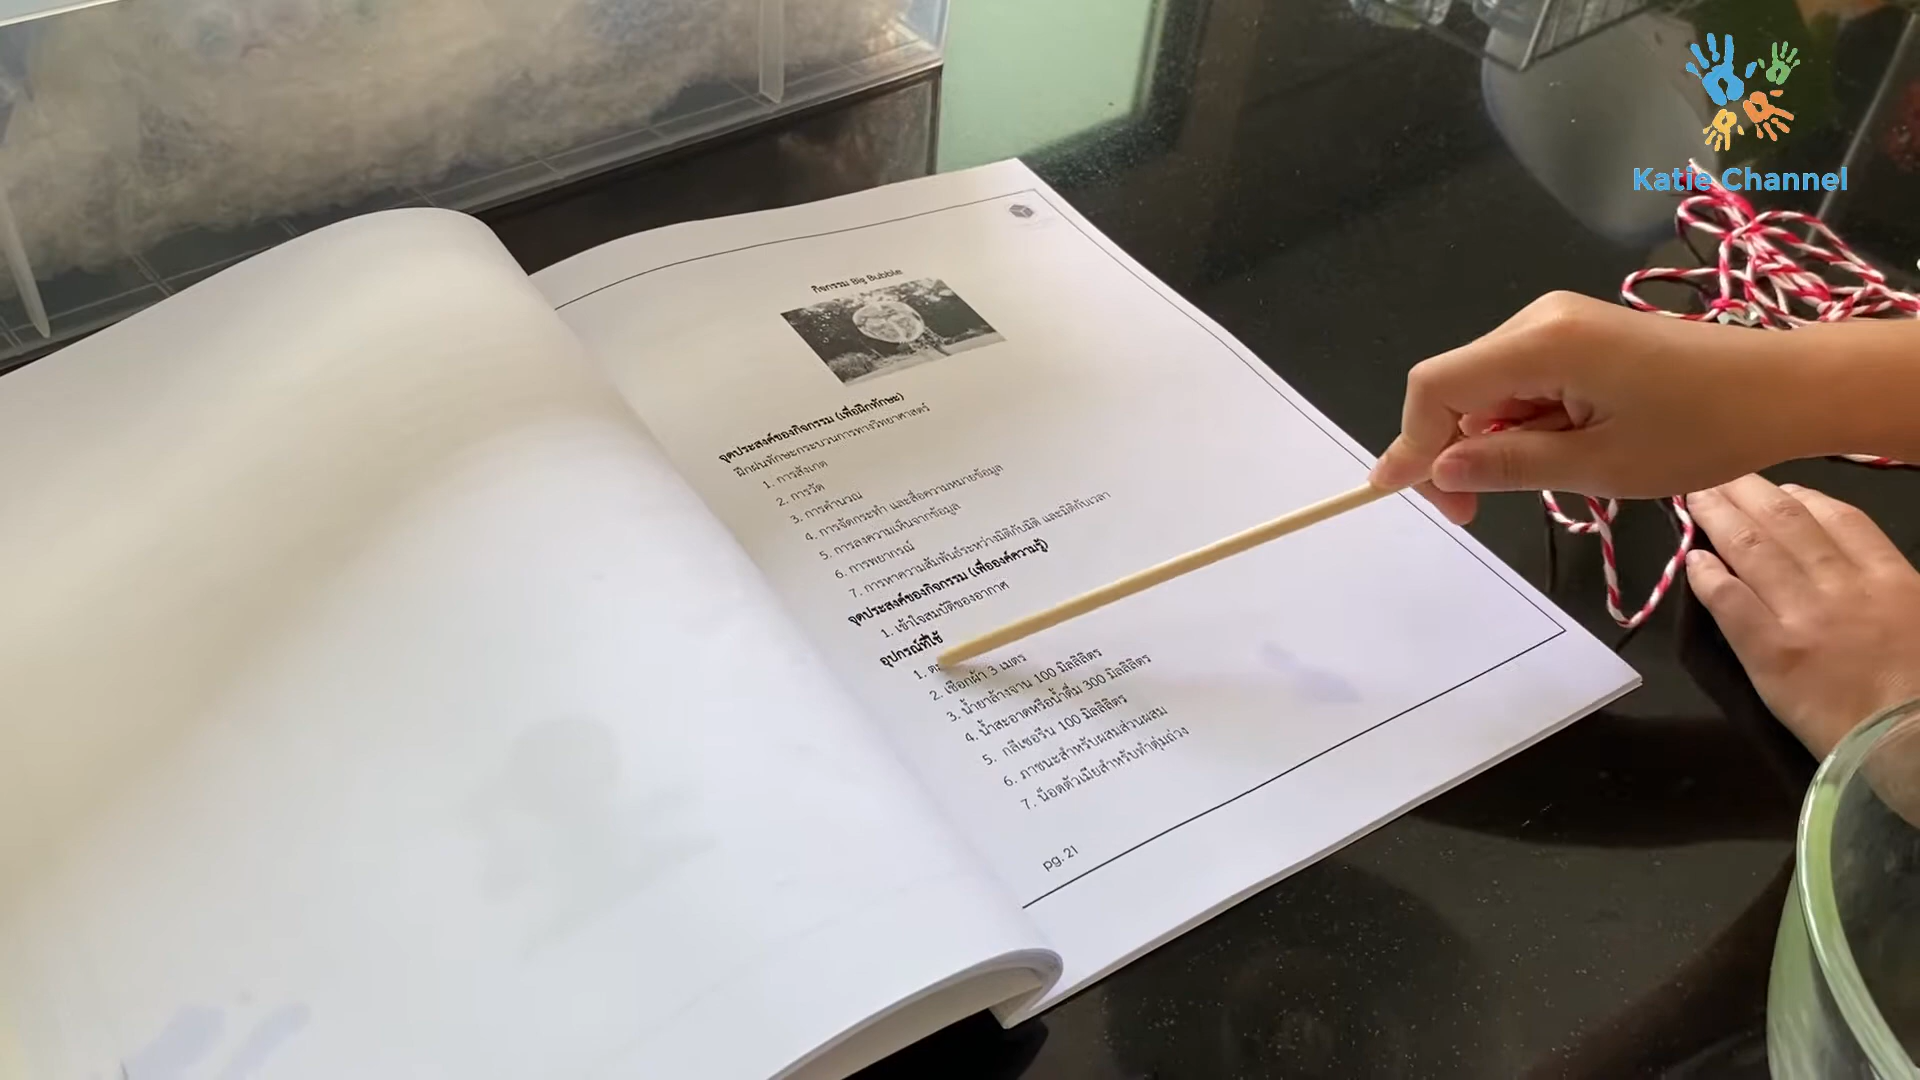 Katie Channel
กิจกรรม Big Bubble
จุดประสงค์ของกิจกรรม (เพื่อฝึกทักษะ)
ฝึกฝนทักษะกระบวนการทางวิทยาศาสตร์
1. การสังเกต
2. การวัด
3. การคำนวณ
4. การจัดกระทำ และสื่อความหมายข้อมูล
5. การลงความเห็นจากข้อมูล
6. การพยากรณ์
7. การหาความสัมพันธ์ระหว่างมิติกับมิติ และมิติกับเวลา
จุดประสงค์ของกิจกรรม (เพื่อองค์ความรู้)
1. เข้าใจสมบัติของอากาศ
อุปกรณ์ที่ใช้
1.
2. เชือกผ้า 3 เมตร
3. น้ำยาล้างจาน 100 มิลลิลิตร
4. น้ำสะอาดหรือน้ำดื่ม 300 มิลลิลิตร
5. กลีเซอรีน 100 มิลลิลิตร
6. ภาชนะสำหรับผสมส่วนผสม
7. น็อตตัวเมียสำหรับทำตุ้มถ่วง
pg. 21